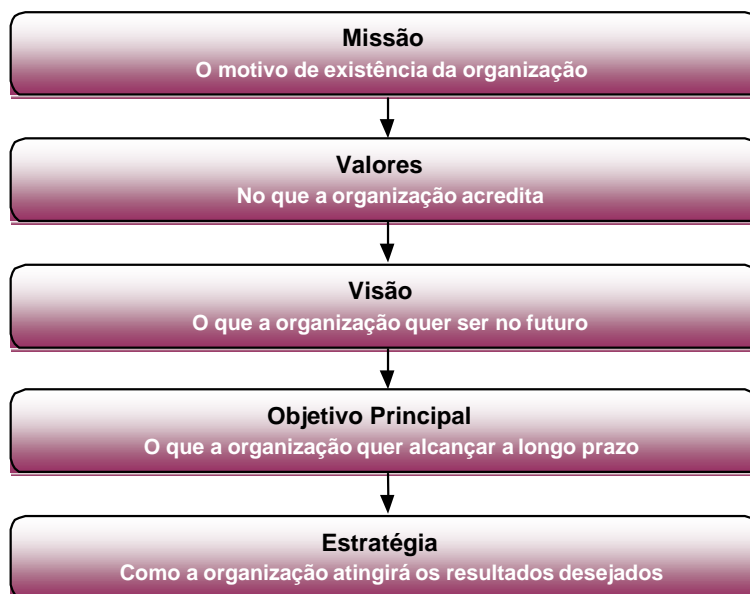 Missão
O motivo de existência da organização
Valores
No que a organização acredita
Visão
O que a organização quer ser no futuro
Objetivo Principal
O que a organização quer alcançar a longo prazo
Estratégia
Como a organização atingirá os resultados desejados